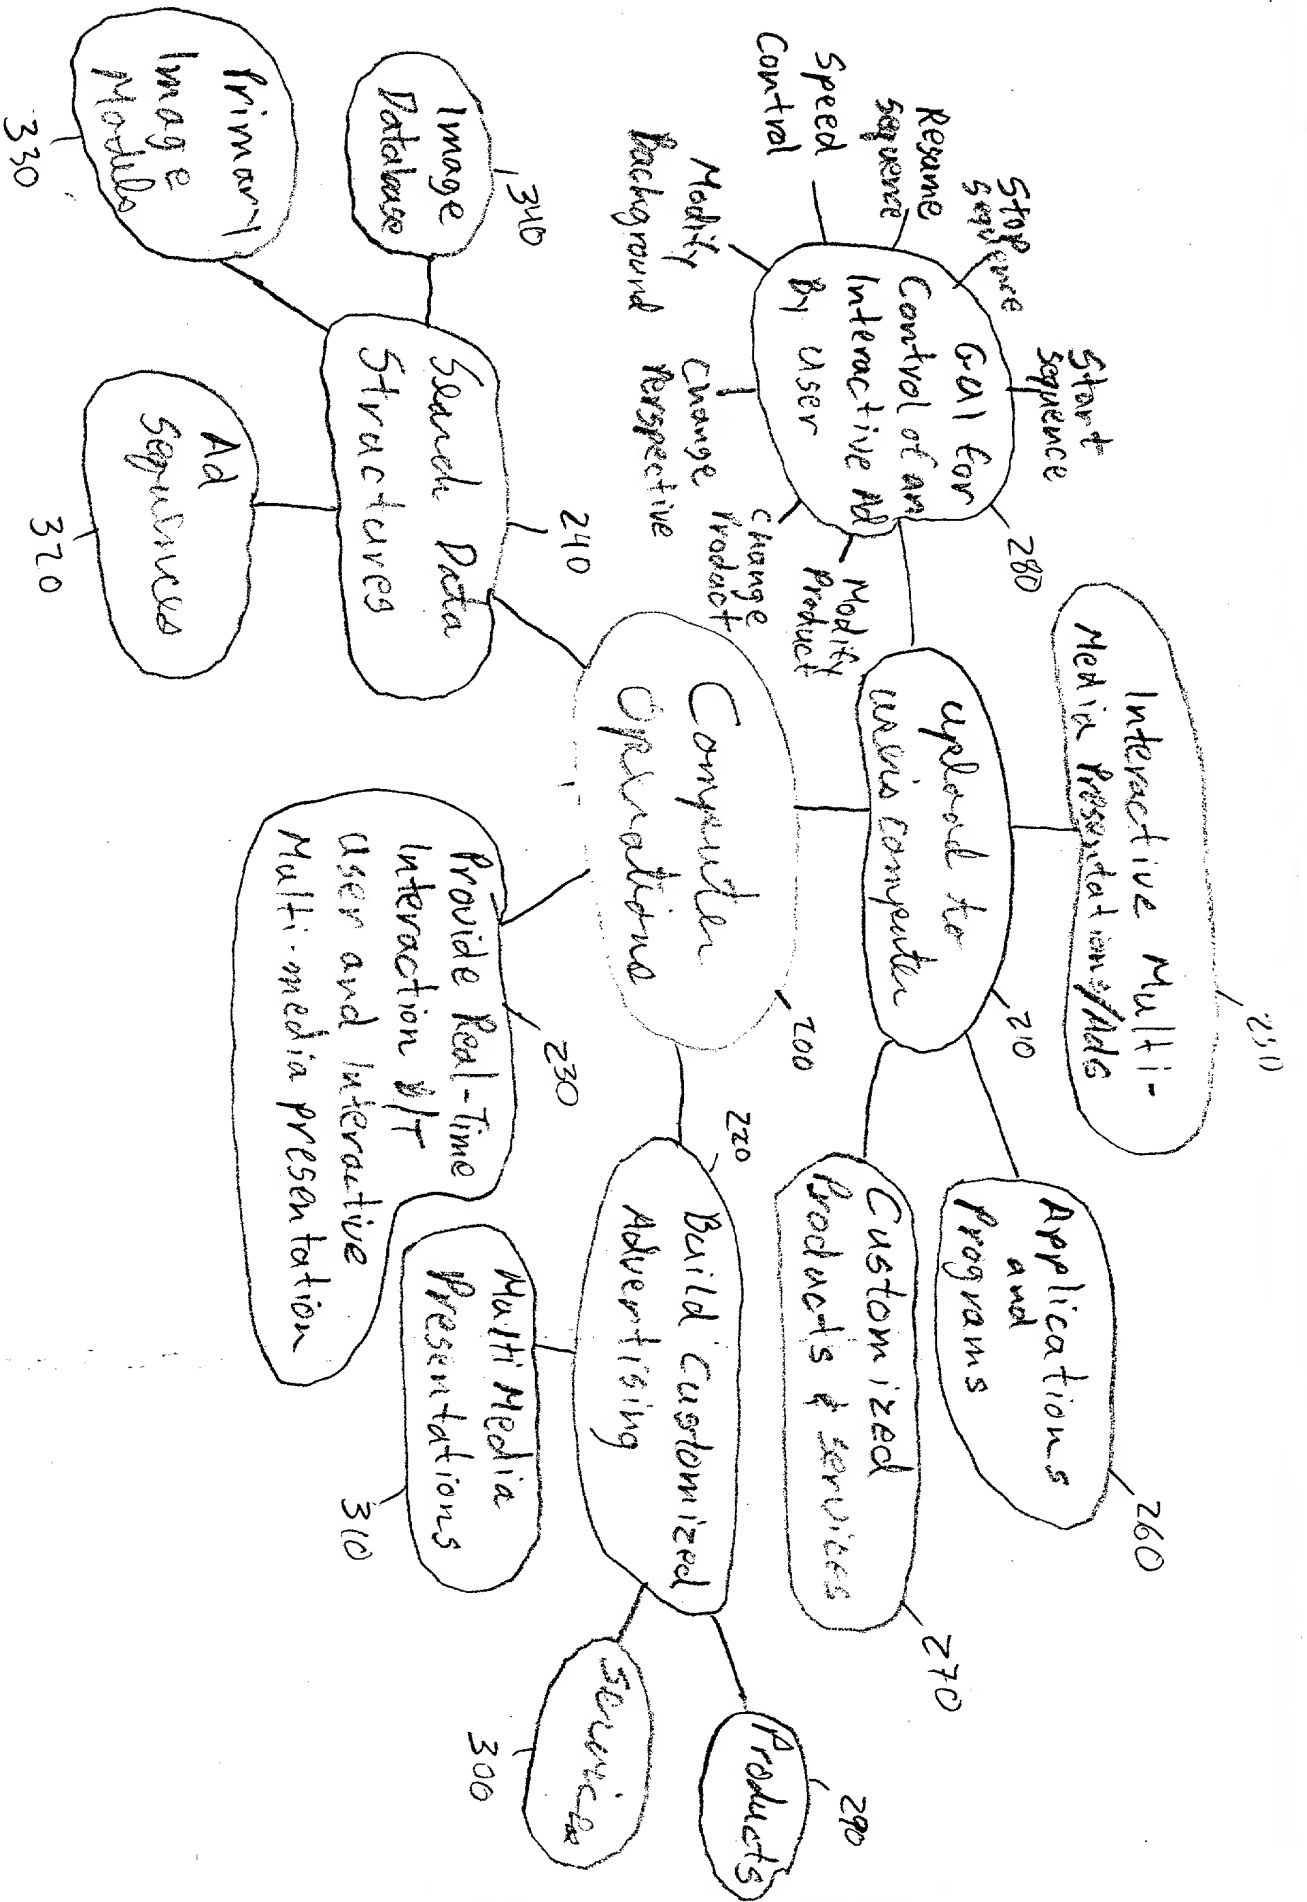 Interactive Multi-
Media Presentations/Ads
Applications
and
Programs
260
Start
sequence
280
Upload to
user's computer
210
Customized
Products & services
270
Stop
sequence
Resume
sequence
Speed
Control
GUI for
Control of an
Interactive Ad
By user
Modify
Background
Change
Perspective
Change
Product
Modify
Product
200
Computer
Operations
220
Build Customized
Advertising
290
Products
Services
300
340
Image
Database
240
Search Data
Structures
230
Provide Real-Time
Interaction B/T
user and Interactive
Multi-media presentation
Multi Media
Presentations
310
Primary
Image
Models
330
Ad
Sequences
320